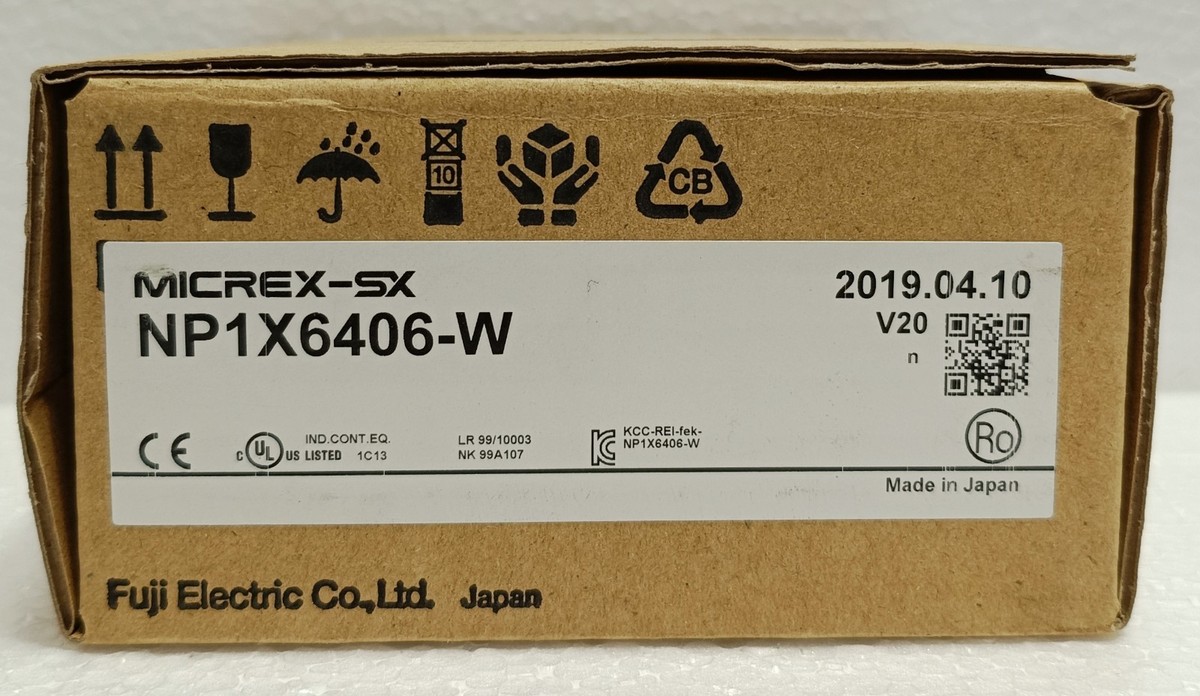 10
CB
MICREX-SX
2019.04.10
NP1X6406-W
V20
n
CE
C UL US LISTED
IND.CONT.EQ.
1C13
LR 99/10003
NK 99A107
KCC-REI-fek-
NP1X6406-W
Ro
Made in Japan
Fuji Electric Co.,Ltd. Japan